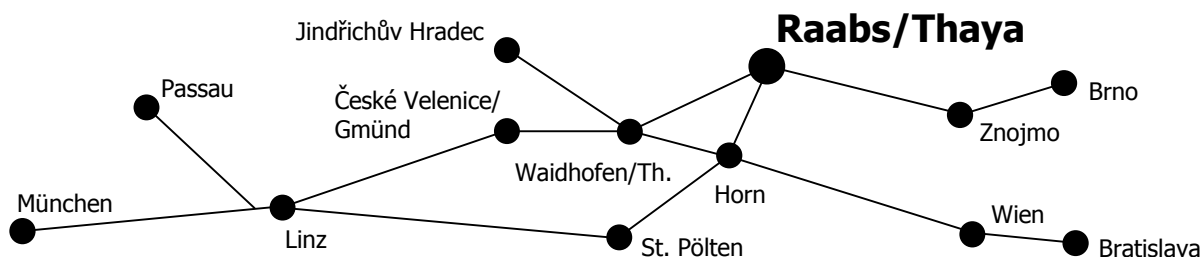 Raabs/Thaya
Jindřichův Hradec
Passau
Brno
České Velenice/
Gmünd
Znojmo
Waidhofen/Th.
Horn
München
Wien
Linz
St. Pölten
Bratislava